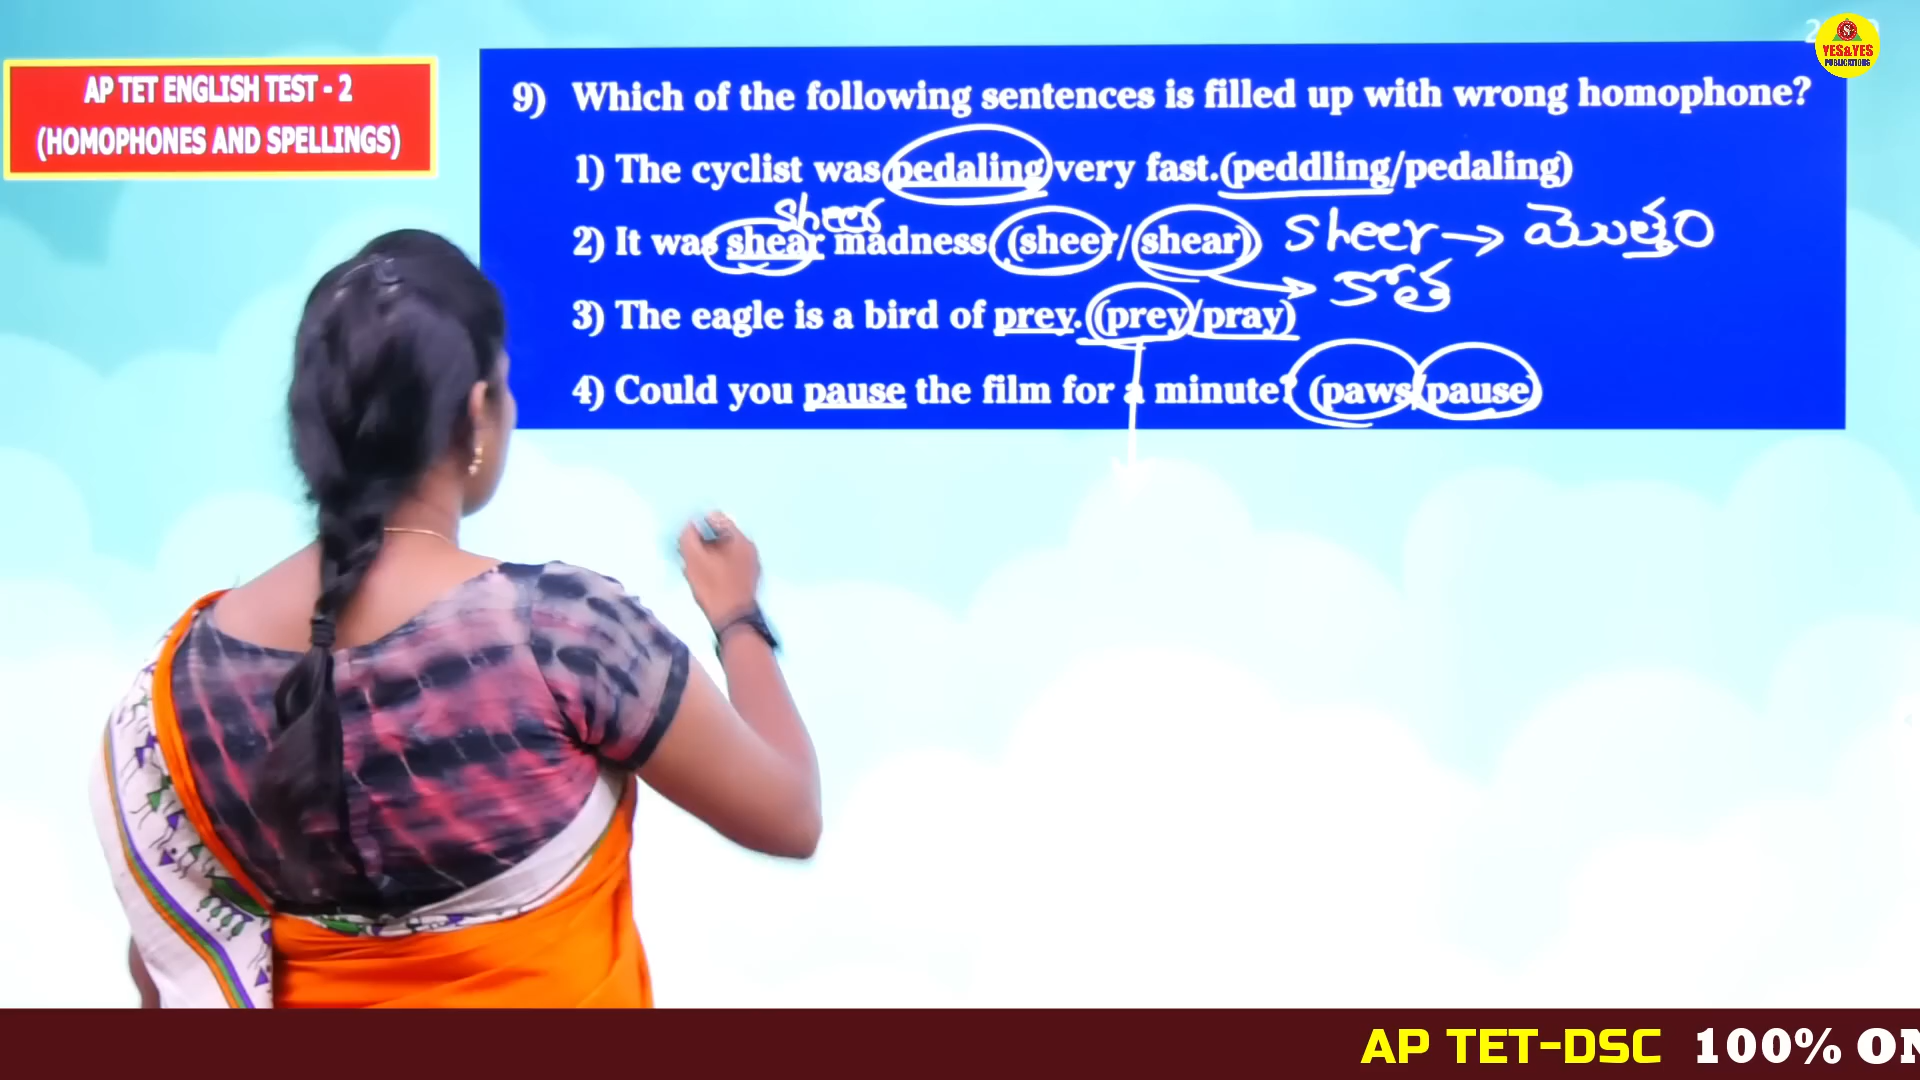 YES&YES
PUBLICATIONS
AP TET ENGLISH TEST - 2
(HOMOPHONES AND SPELLINGS)
9) Which of the following sentences is filled up with wrong homophone?
1) The cyclist was pedaling very fast.(peddling/pedaling)
sheer
2) It was shear madness (sheer/shear) sheer → మొత్తం
కోత
3) The eagle is a bird of prey. (prey/pray)
4) Could you pause the film for a minute? (paws/pause)
AP TET-DSC 100%